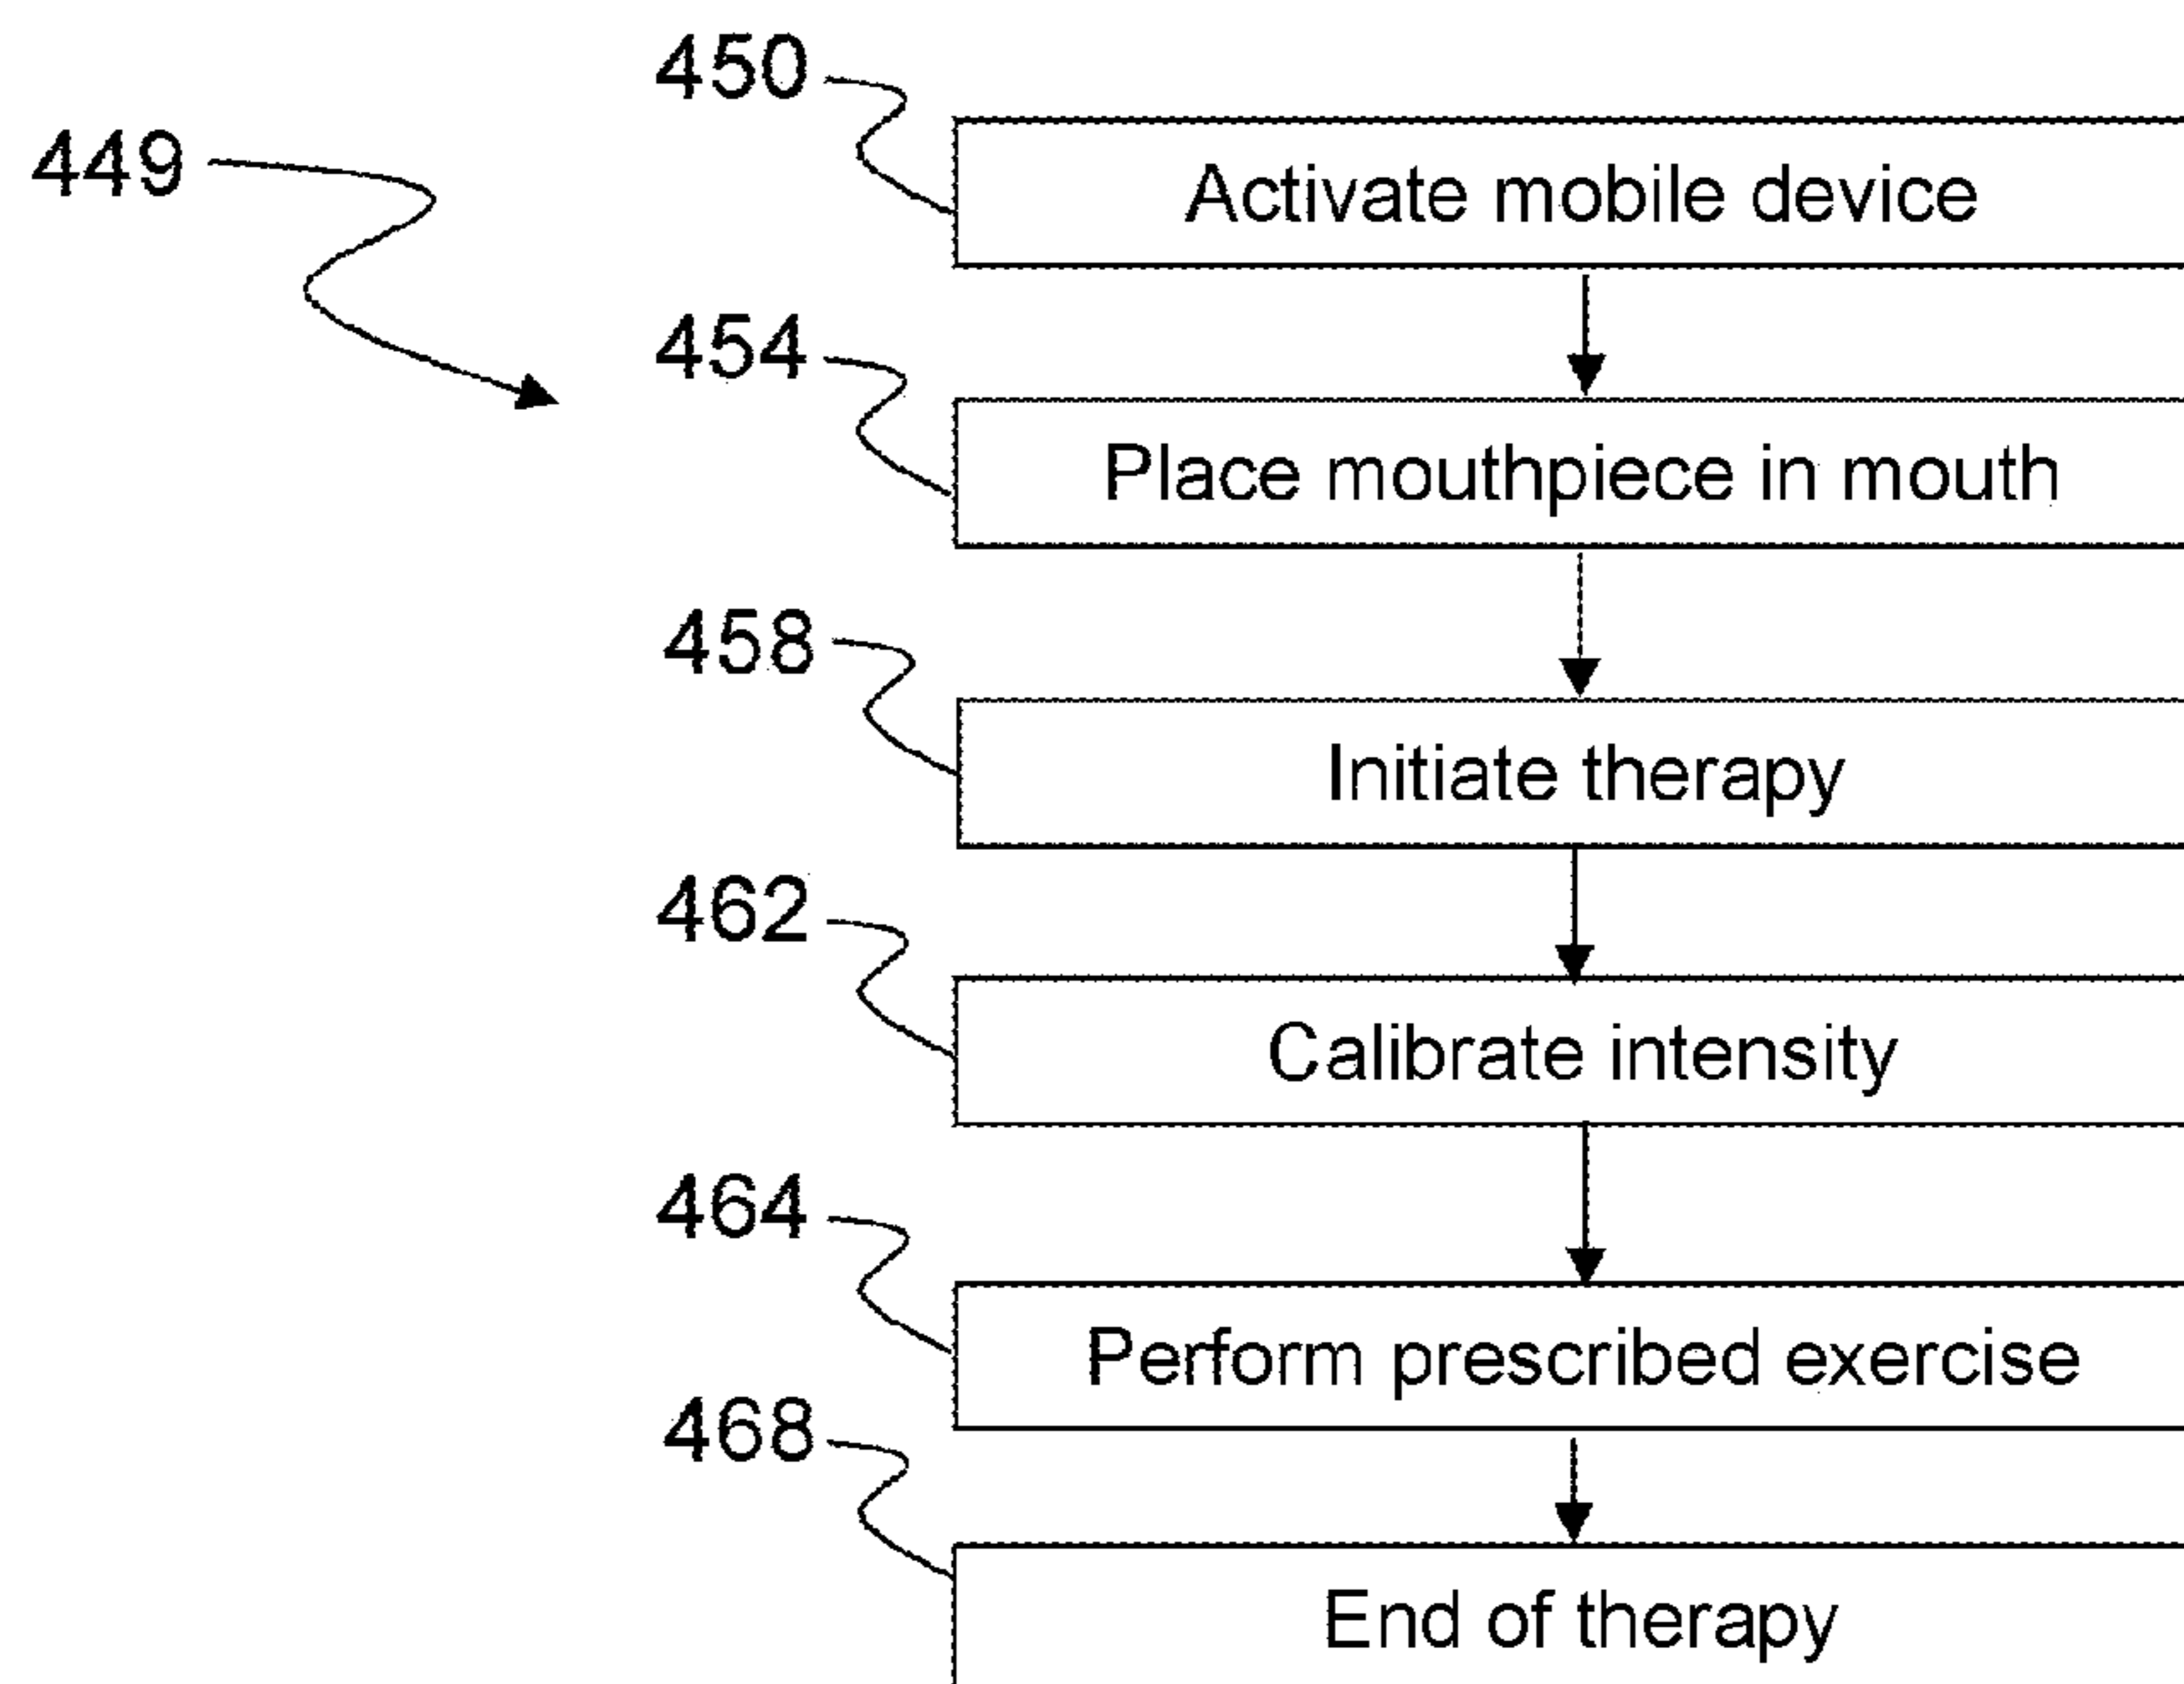 450
Activate mobile device
449
454
Place mouthpiece in mouth
458
Initiate therapy
462
Calibrate intensity
464
Perform prescribed exercise
468
End of therapy